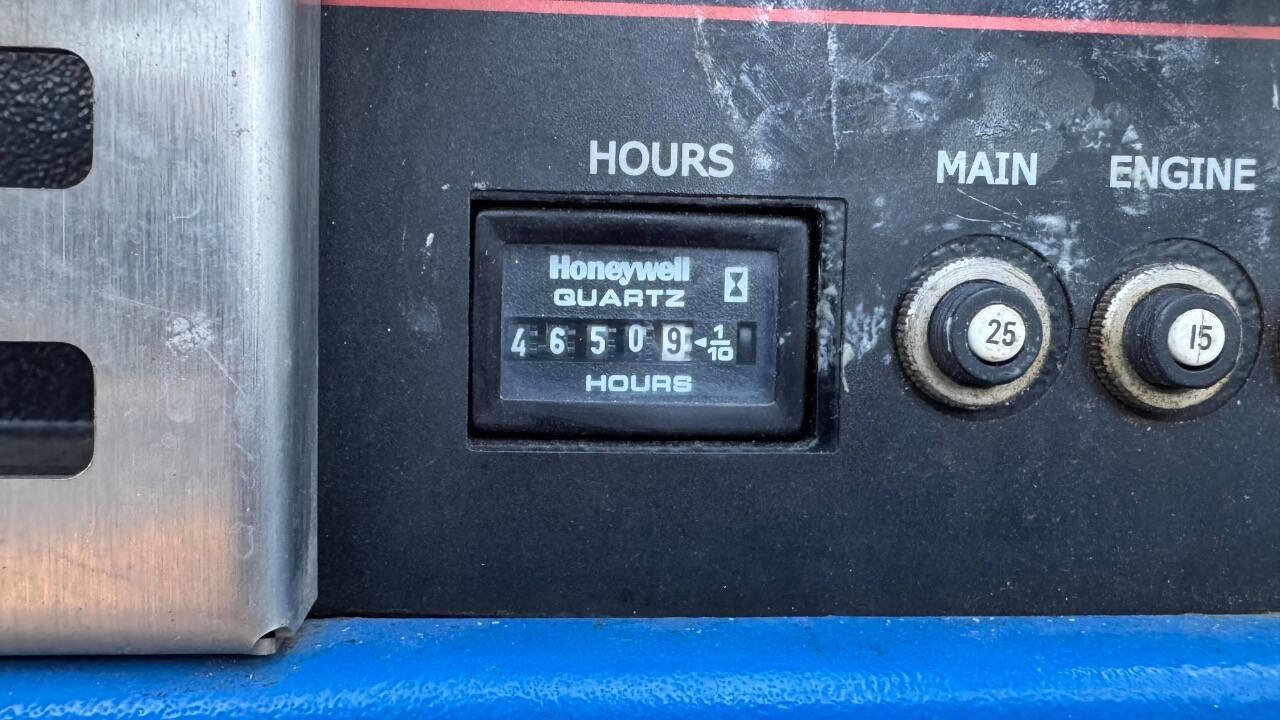 HOURS
MAIN
ENGINE
Honeywell
QUARTZ
4 6 5 0 9 ◄ 1/10
HOURS
25
15